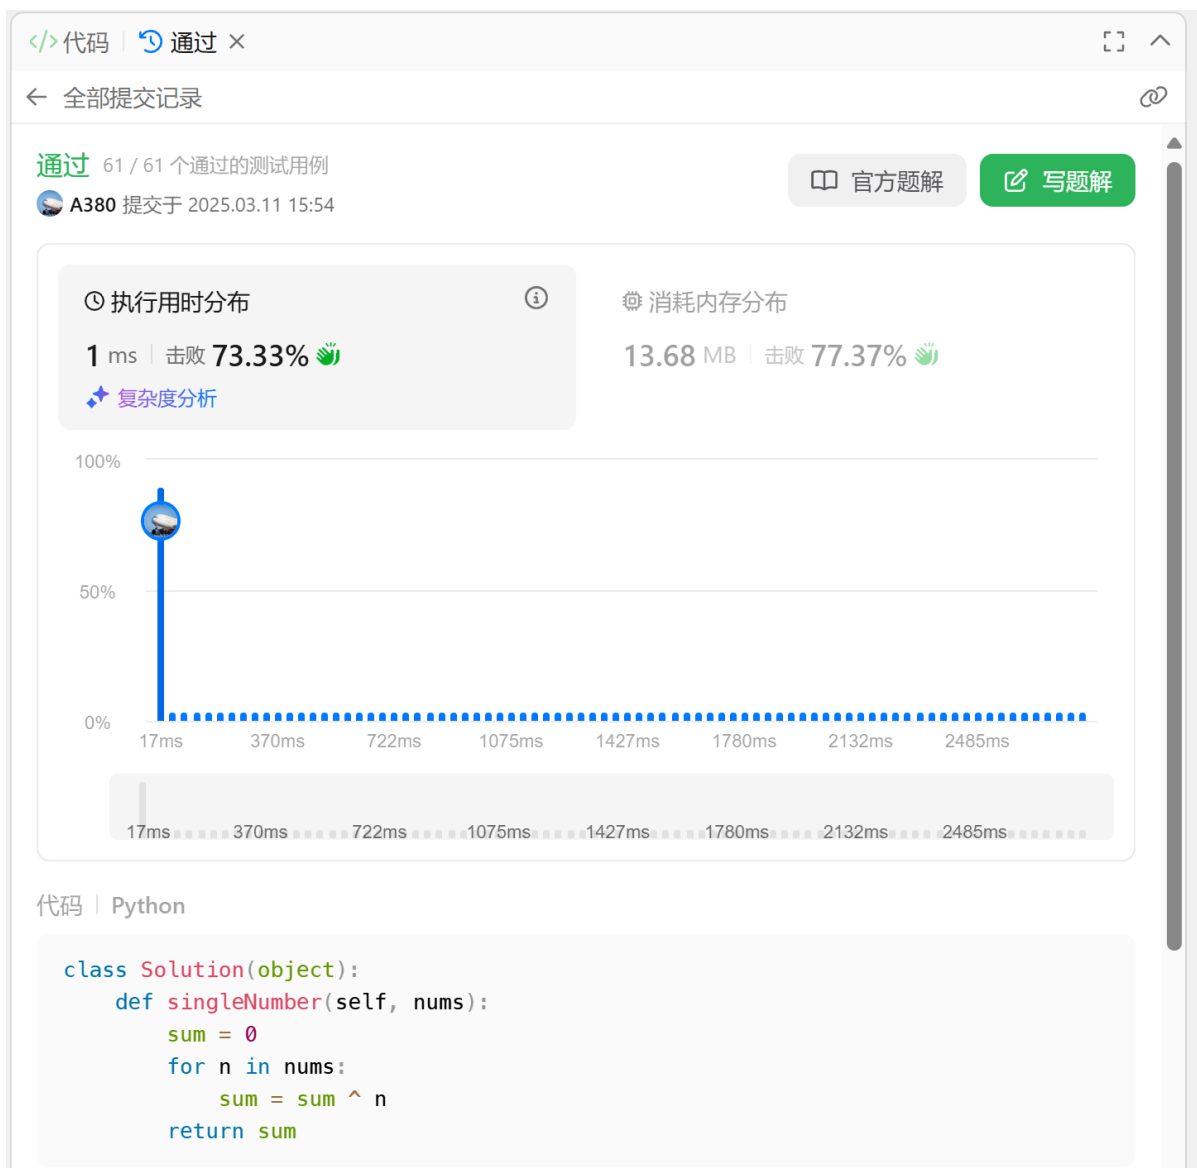 </> 代码 通过
全部提交记录
通过 61 / 61 个通过的测试用例
官方题解 写题解
A380 提交于 2025.03.11 15:54
执行用时分布 消耗内存分布
1 ms 击败 73.33% 13.68 MB 击败 77.37%
复杂度分析
100%
50%
0%
17ms 370ms 722ms 1075ms 1427ms 1780ms 2132ms 2485ms
17ms 370ms 722ms 1075ms 1427ms 1780ms 2132ms 2485ms
代码 Python
class Solution(object):
    def singleNumber(self, nums):
        sum = 0
        for n in nums:
            sum = sum ^ n
        return sum